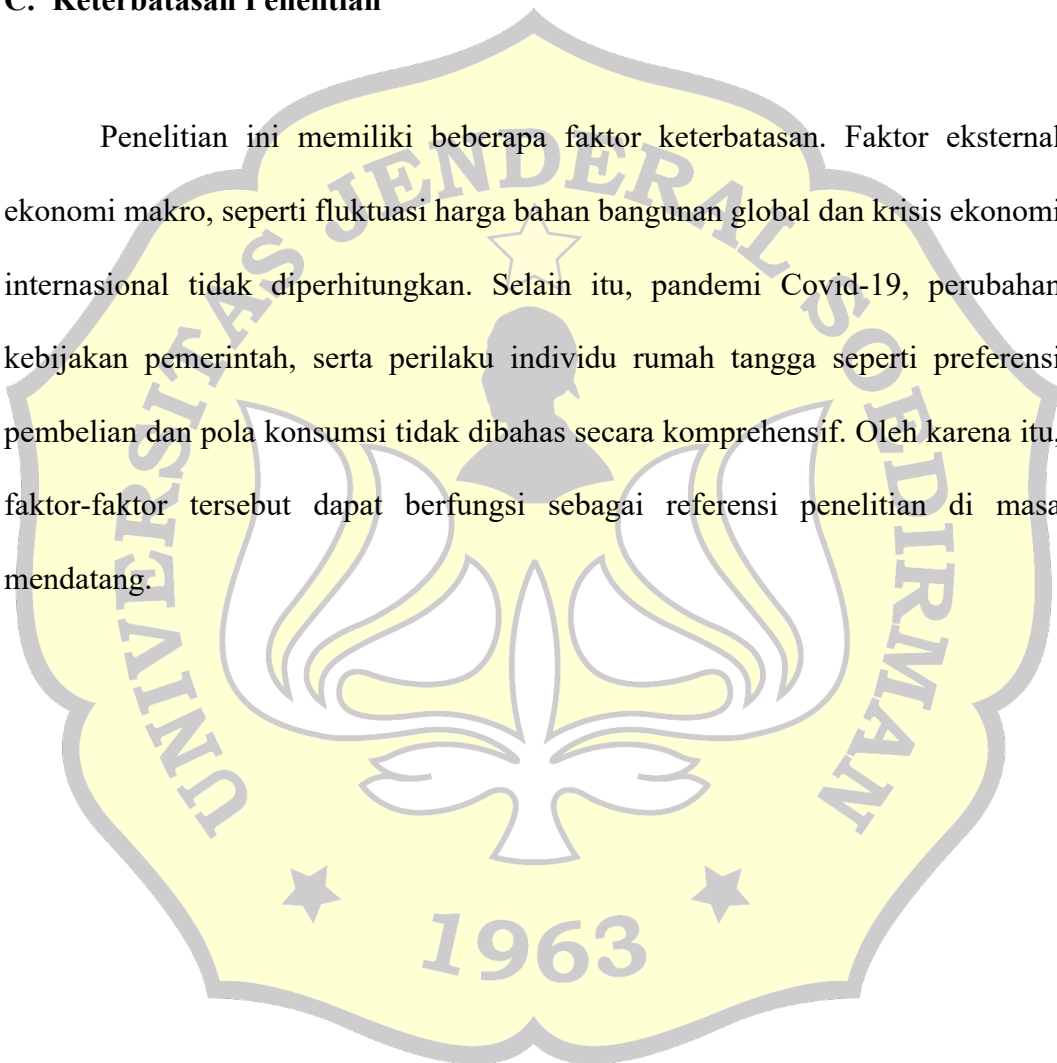 C. Keterbatasan Penelitian
Penelitian ini memiliki beberapa faktor keterbatasan. Faktor eksternal
ekonomi makro, seperti fluktuasi harga bahan bangunan global dan krisis ekonomi
internasional tidak diperhitungkan. Selain itu, pandemi Covid-19, perubahan
kebijakan pemerintah, serta perilaku individu rumah tangga seperti preferensi
pembelian dan pola konsumsi tidak dibahas secara komprehensif. Oleh karena itu,
faktor-faktor tersebut dapat berfungsi sebagai referensi penelitian di masa
mendatang.
UNIVERSITAS JENDERAL SOEDIRMAN
1963